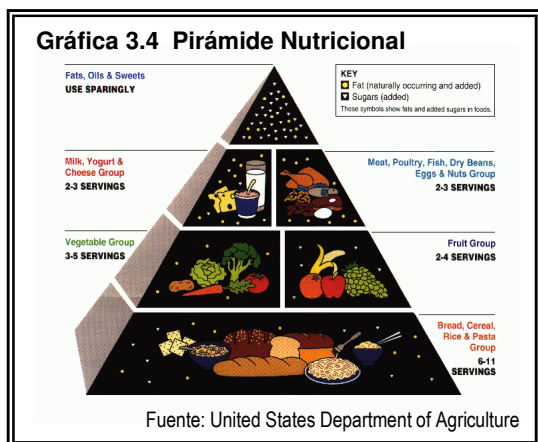 Gráfica 3.4 Pirámide Nutricional
Fats, Oils & Sweets
USE SPARINGLY
KEY
Fat (naturally occurring and added)
Sugars (added)
These symbols show fats and added sugars in foods.
Milk, Yogurt &
Cheese Group
2-3 SERVINGS
Meat, Poultry, Fish, Dry Beans,
Eggs & Nuts Group
2-3 SERVINGS
Vegetable Group
3-5 SERVINGS
Fruit Group
2-4 SERVINGS
Bread, Cereal,
Rice & Pasta
Group
6-11
SERVINGS
Fuente: United States Department of Agriculture